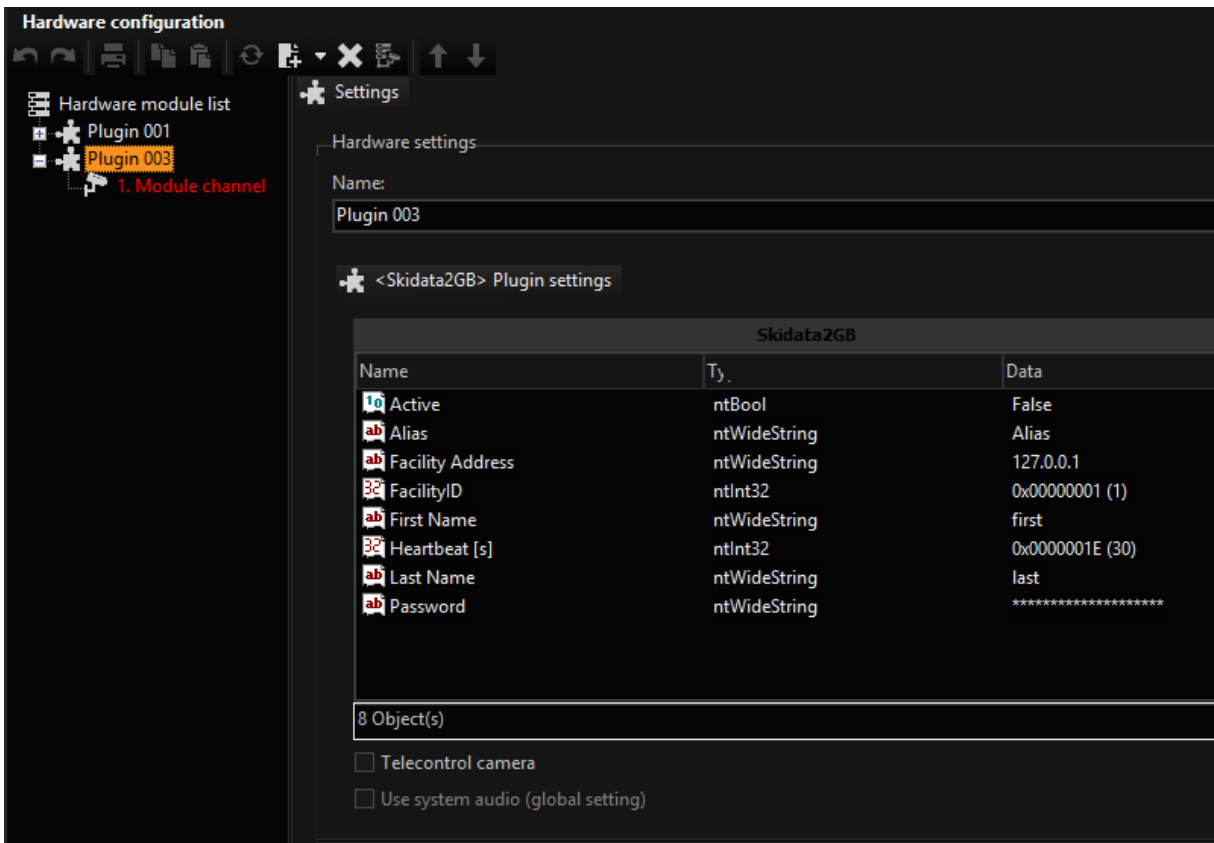 Hardware configuration
Hardware module list
Plugin 001
Plugin 003
1. Module channel
Settings
Hardware settings
Name:
Plugin 003
<Skidata2GB> Plugin settings
Skidata2GB
Name Ty.. Data
Active ntBool False
Alias ntWideString Alias
Facility Address ntWideString 127.0.0.1
FacilityID ntInt32 0x00000001 (1)
First Name ntWideString first
Heartbeat [s] ntInt32 0x0000001E (30)
Last Name ntWideString last
Password ntWideString ********************
8 Object(s)
Telecontrol camera
Use system audio (global setting)